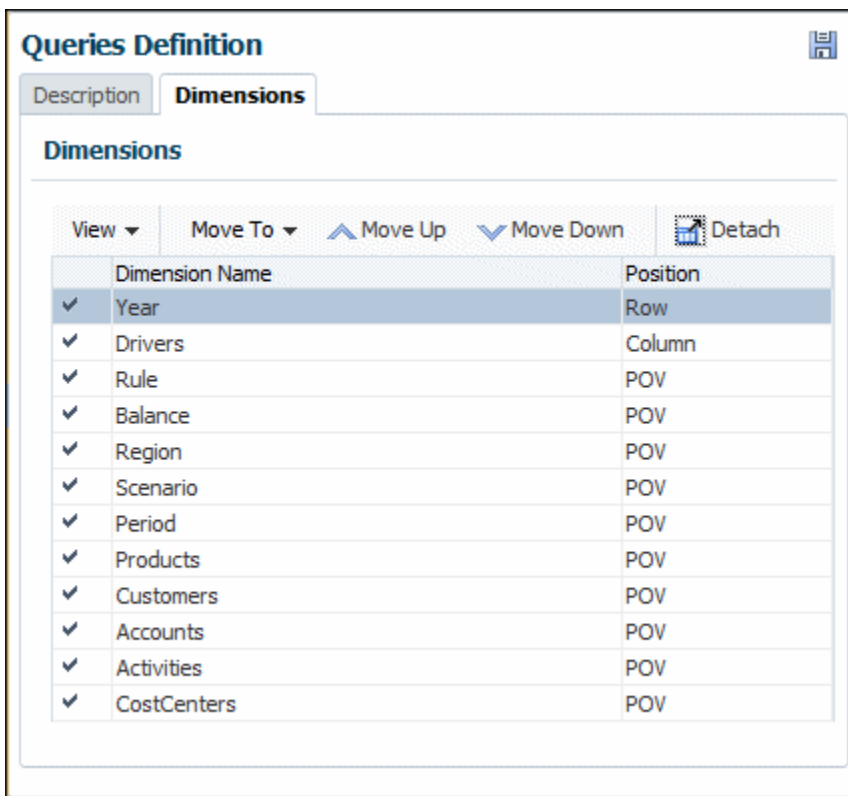 Queries Definition
Description Dimensions
Dimensions
View Move To Move Up Move Down Detach
Dimension Name Position
Year Row
Drivers Column
Rule POV
Balance POV
Region POV
Scenario POV
Period POV
Products POV
Customers POV
Accounts POV
Activities POV
CostCenters POV